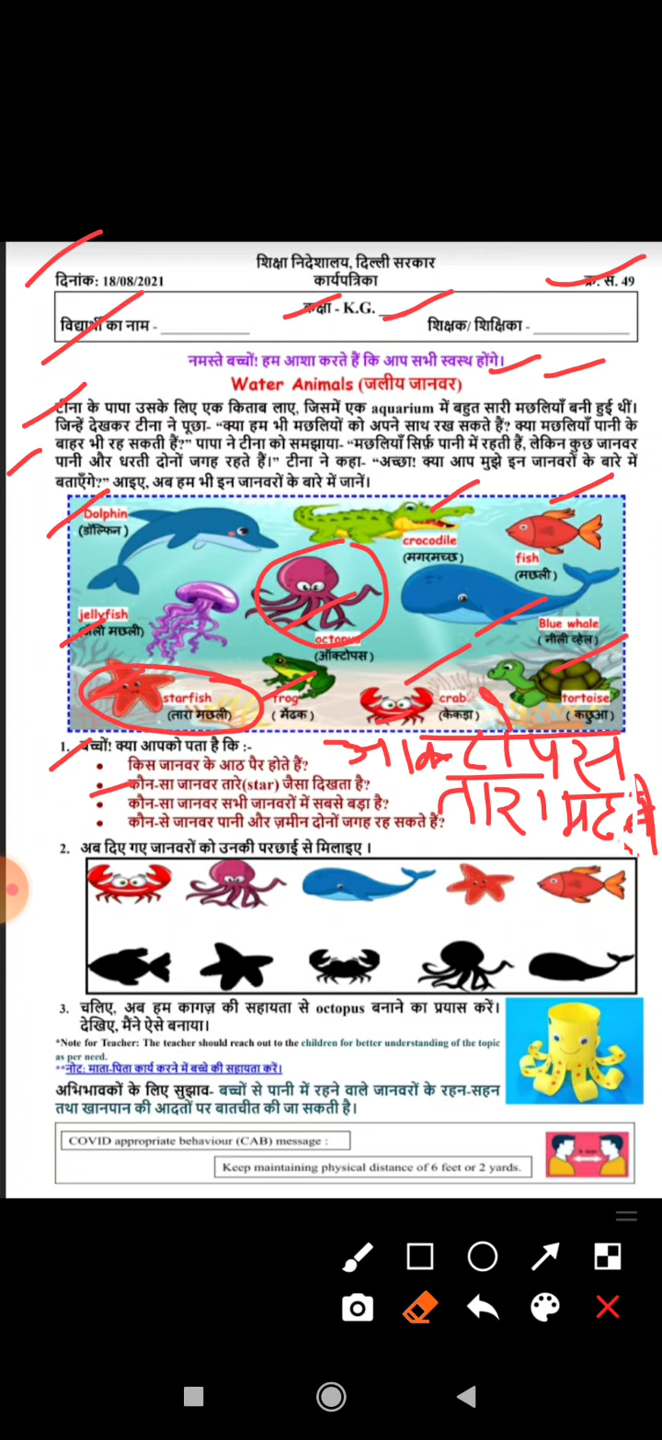 शिक्षा निदेशालय, दिल्ली सरकार
दिनांक: 18/08/2021 कार्यपत्रिका क्र. स. 49
कक्षा - K.G.
विद्यार्थी का नाम - शिक्षक/ शिक्षिका -
नमस्ते बच्चों! हम आशा करते हैं कि आप सभी स्वस्थ होंगे।
Water Animals (जलीय जानवर)
टीना के पापा उसके लिए एक किताब लाए, जिसमें एक aquarium में बहुत सारी मछलियाँ बनी हुई थीं।
जिन्हें देखकर टीना ने पूछा- “क्या हम भी मछलियों को अपने साथ रख सकते हैं? क्या मछलियाँ पानी के
बाहर भी रह सकती हैं?” पापा ने टीना को समझाया- “मछलियाँ सिर्फ़ पानी में रहती हैं, लेकिन कुछ जानवर
पानी और धरती दोनों जगह रहते हैं।” टीना ने कहा- “अच्छा! क्या आप मुझे इन जानवरों के बारे में
बताएँगे?” आइए, अब हम भी इन जानवरों के बारे में जानें।
Dolphin
(डॉल्फिन )
crocodile
(मगरमच्छ)
fish
(मछली)
jellyfish
(जैली मछली)
octopus
(ऑक्टोपस)
Blue whale
( नीली व्हेल)
starfish
(तारा मछली)
frog
( मेंढक)
crab
(केकड़ा)
tortoise
( कछुआ)
1. बच्चों! क्या आपको पता है कि :-
• किस जानवर के आठ पैर होते हैं?
• कौन-सा जानवर तारे(star) जैसा दिखता है?
• कौन-सा जानवर सभी जानवरों में सबसे बड़ा है?
• कौन-से जानवर पानी और ज़मीन दोनों जगह रह सकते हैं?
आक्टोपस
तारा
2. अब दिए गए जानवरों को उनकी परछाई से मिलाइए ।
3. चलिए, अब हम कागज़ की सहायता से octopus बनाने का प्रयास करें।
देखिए, मैंने ऐसे बनाया।
*Note for Teacher: The teacher should reach out to the children for better understanding of the topic
as per need.
**नोट: माता-पिता कार्य करने में बच्चे की सहायता करें।
अभिभावकों के लिए सुझाव- बच्चों से पानी में रहने वाले जानवरों के रहन-सहन
तथा खानपान की आदतों पर बातचीत की जा सकती है।
COVID appropriate behaviour (CAB) message :
Keep maintaining physical distance of 6 feet or 2 yards.